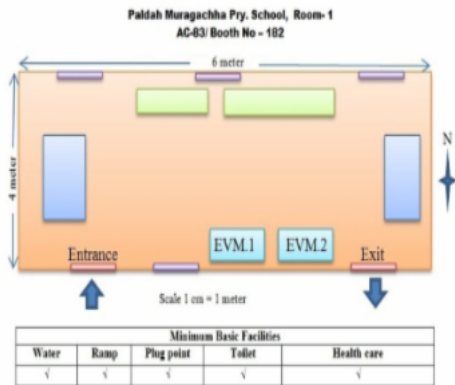 Paldah Muragachha Pry. School, Room- 1
AC-83/ Booth No – 182
6 meter
4 meter
N
EVM.1 EVM.2
Entrance Exit
Scale 1 cm = 1 meter
Minimum Basic Facilities
Water Ramp Plug point Toilet Health care
√ √ √ √ √